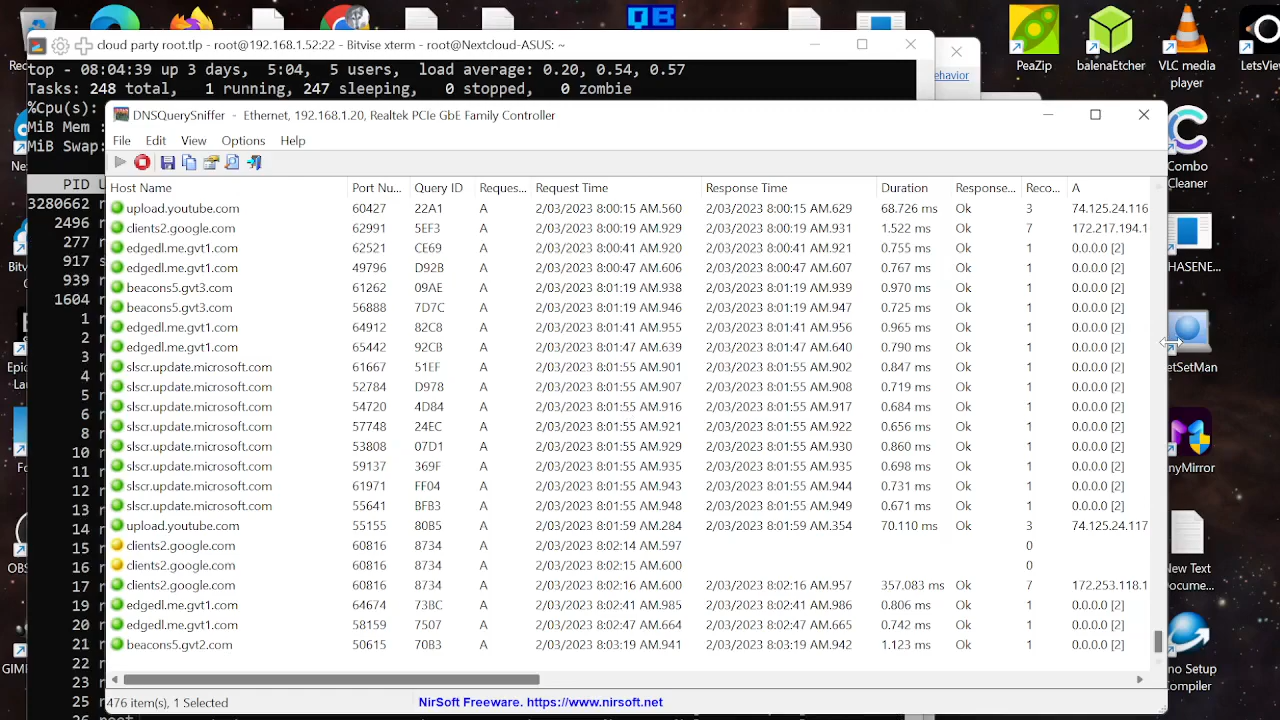 QB
cloud party root.tlp - root@192.168.1.52:22 - Bitvise xterm - root@Nextcloud-ASUS: ~
top - 08:04:39 up 3 days, 5:04, 5 users, load average: 0.20, 0.54, 0.57
Tasks: 248 total, 1 running, 247 sleeping, 0 stopped, 0 zombie
%Cpu(s):
MiB Mem :
MiB Swap:
PID
3280662
2496
277
917
939
1604
1
2
3
4
5
6
8
10
11
12
13
14
15
16
17
19
20
21
22
23
24
25
26 root
DNSQuerySniffer - Ethernet, 192.168.1.20, Realtek PCIe GbE Family Controller
File Edit View Options Help
Host Name Port Nu... Query ID Reques... Request Time Response Time Duration Response... Reco... A
upload.youtube.com 60427 22A1 A 2/03/2023 8:00:15 AM.560 2/03/2023 8:00:15 AM.629 68.726 ms Ok 3 74.125.24.116
clients2.google.com 62991 5EF3 A 2/03/2023 8:00:19 AM.929 2/03/2023 8:00:19 AM.931 1.522 ms Ok 7 172.217.194.1
edgedl.me.gvt1.com 62521 CE69 A 2/03/2023 8:00:41 AM.920 2/03/2023 8:00:41 AM.921 0.755 ms Ok 1 0.0.0.0 [2]
edgedl.me.gvt1.com 49796 D92B A 2/03/2023 8:00:47 AM.606 2/03/2023 8:00:47 AM.607 0.767 ms Ok 1 0.0.0.0 [2]
beacons5.gvt3.com 61262 09AE A 2/03/2023 8:01:19 AM.938 2/03/2023 8:01:19 AM.939 0.970 ms Ok 1 0.0.0.0 [2]
beacons5.gvt3.com 56888 7D7C A 2/03/2023 8:01:19 AM.946 2/03/2023 8:01:19 AM.947 0.725 ms Ok 1 0.0.0.0 [2]
edgedl.me.gvt1.com 64912 82C8 A 2/03/2023 8:01:41 AM.955 2/03/2023 8:01:41 AM.956 0.965 ms Ok 1 0.0.0.0 [2]
edgedl.me.gvt1.com 65442 92CB A 2/03/2023 8:01:47 AM.639 2/03/2023 8:01:47 AM.640 0.790 ms Ok 1 0.0.0.0 [2]
slscr.update.microsoft.com 61667 51EF A 2/03/2023 8:01:55 AM.901 2/03/2023 8:01:55 AM.902 0.847 ms Ok 1 0.0.0.0 [2]
slscr.update.microsoft.com 52784 D978 A 2/03/2023 8:01:55 AM.907 2/03/2023 8:01:55 AM.908 0.719 ms Ok 1 0.0.0.0 [2]
slscr.update.microsoft.com 54720 4D84 A 2/03/2023 8:01:55 AM.916 2/03/2023 8:01:55 AM.917 0.684 ms Ok 1 0.0.0.0 [2]
slscr.update.microsoft.com 57748 24EC A 2/03/2023 8:01:55 AM.921 2/03/2023 8:01:55 AM.922 0.656 ms Ok 1 0.0.0.0 [2]
slscr.update.microsoft.com 53808 07D1 A 2/03/2023 8:01:55 AM.929 2/03/2023 8:01:55 AM.930 0.860 ms Ok 1 0.0.0.0 [2]
slscr.update.microsoft.com 59137 369F A 2/03/2023 8:01:55 AM.935 2/03/2023 8:01:55 AM.935 0.698 ms Ok 1 0.0.0.0 [2]
slscr.update.microsoft.com 61971 FF04 A 2/03/2023 8:01:55 AM.943 2/03/2023 8:01:55 AM.944 0.731 ms Ok 1 0.0.0.0 [2]
slscr.update.microsoft.com 55641 BFB3 A 2/03/2023 8:01:55 AM.948 2/03/2023 8:01:55 AM.949 0.671 ms Ok 1 0.0.0.0 [2]
upload.youtube.com 55155 80B5 A 2/03/2023 8:01:59 AM.284 2/03/2023 8:01:59 AM.354 70.110 ms Ok 3 74.125.24.117
clients2.google.com 60816 8734 A 2/03/2023 8:02:14 AM.597 0
clients2.google.com 60816 8734 A 2/03/2023 8:02:15 AM.600 0
clients2.google.com 60816 8734 A 2/03/2023 8:02:16 AM.600 2/03/2023 8:02:16 AM.957 357.083 ms Ok 7 172.253.118.1
edgedl.me.gvt1.com 64674 73BC A 2/03/2023 8:02:41 AM.985 2/03/2023 8:02:41 AM.986 0.806 ms Ok 1 0.0.0.0 [2]
edgedl.me.gvt1.com 58159 7507 A 2/03/2023 8:02:47 AM.664 2/03/2023 8:02:47 AM.665 0.742 ms Ok 1 0.0.0.0 [2]
beacons5.gvt2.com 50615 70B3 A 2/03/2023 8:03:19 AM.941 2/03/2023 8:03:19 AM.942 1.123 ms Ok 1 0.0.0.0 [2]
476 item(s), 1 Selected
NirSoft Freeware. https://www.nirsoft.net
PeaZip
balenaEtcher
VLC media
player
LetsView
Combo
Cleaner
HASENE...
etSetMan
nyMirror
New Text
Docume...
no Setup
Compiler